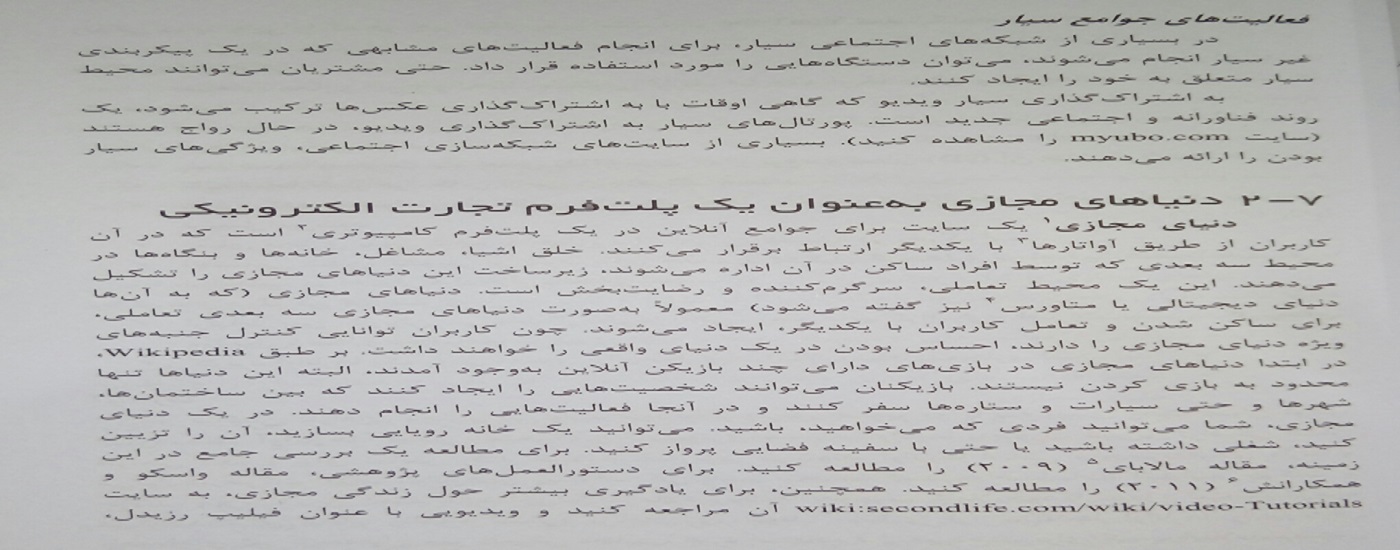 فعالیت‌های جوامع سیار
در بسیاری از شبکه‌های اجتماعی سیار، برای انجام فعالیت‌های مشابهی که در یک پیکربندی
غیر سیار انجام می‌شوند، می‌توان دستگاه‌هایی را مورد استفاده قرار داد. حتی مشتریان می‌توانند محیط
سیار متعلق به خود را ایجاد کنند.
به اشتراک‌گذاری سیار ویدیو که گاهی اوقات با به اشتراک‌گذاری عکس‌ها ترکیب می‌شود، یک
روند فناورانه و اجتماعی جدید است. پورتال‌های سیار به اشتراک‌گذاری ویدیو، در حال رواج هستند
(سایت myubo.com را مشاهده کنید). بسیاری از سایت‌های شبکه‌سازی اجتماعی، ویژگی‌های سیار
بودن را ارائه می‌دهند.
۷-۲ دنیاهای مجازی به‌عنوان یک پلت‌فرم تجارت الکترونیکی
دنیای مجازی۱ یک سایت برای جوامع آنلاین در یک پلت‌فرم کامپیوتری۲ است که در آن
کاربران از طریق آواتارها۳ با یکدیگر ارتباط برقرار می‌کنند. خلق اشیا، مشاغل، خانه‌ها و بنگاه‌ها در
محیط سه بعدی که توسط افراد ساکن در آن اداره می‌شوند، زیرساخت این دنیاهای مجازی را تشکیل
می‌دهند. این یک محیط تعاملی، سرگرم‌کننده و رضایت‌بخش است. دنیاهای مجازی (که به آن‌ها
دنیای دیجیتالی یا متاورس۴ نیز گفته می‌شود) معمولاً به‌صورت دنیاهای مجازی سه بعدی تعاملی،
برای ساکن شدن و تعامل کاربران با یکدیگر، ایجاد می‌شوند. چون کاربران توانایی کنترل جنبه‌های
ویژه دنیای مجازی را دارند، احساس بودن در یک دنیای واقعی را خواهند داشت. بر طبق Wikipedia،
در ابتدا دنیاهای مجازی در بازی‌های دارای چند بازیکن آنلاین به‌وجود آمدند، البته این دنیاها تنها
محدود به بازی کردن نیستند. بازیکنان می‌توانند شخصیت‌هایی را ایجاد کنند که بین ساختمان‌ها،
شهرها و حتی سیارات و ستاره‌ها سفر کنند و در آنجا فعالیت‌هایی را انجام دهند. در یک دنیای
مجازی، شما می‌توانید فردی که می‌خواهید، باشید. می‌توانید یک خانه رویایی بسازید، آن را تزیین
کنید، شغلی داشته باشید یا حتی با سفینه فضایی پرواز کنید. برای مطالعه یک بررسی جامع در این
زمینه، مقاله مالابای۵ (۲۰۰۹) را مطالعه کنید. برای دستورالعمل‌های پژوهشی، مقاله واسکو و
همکارانش۶ (۲۰۱۱) را مطالعه کنید. همچنین، برای یادگیری بیشتر حول زندگی مجازی، به سایت
wiki:secondlife.com/wiki/video-Tutorials آن مراجعه کنید و ویدیویی با عنوان فیلیپ رزیدل،